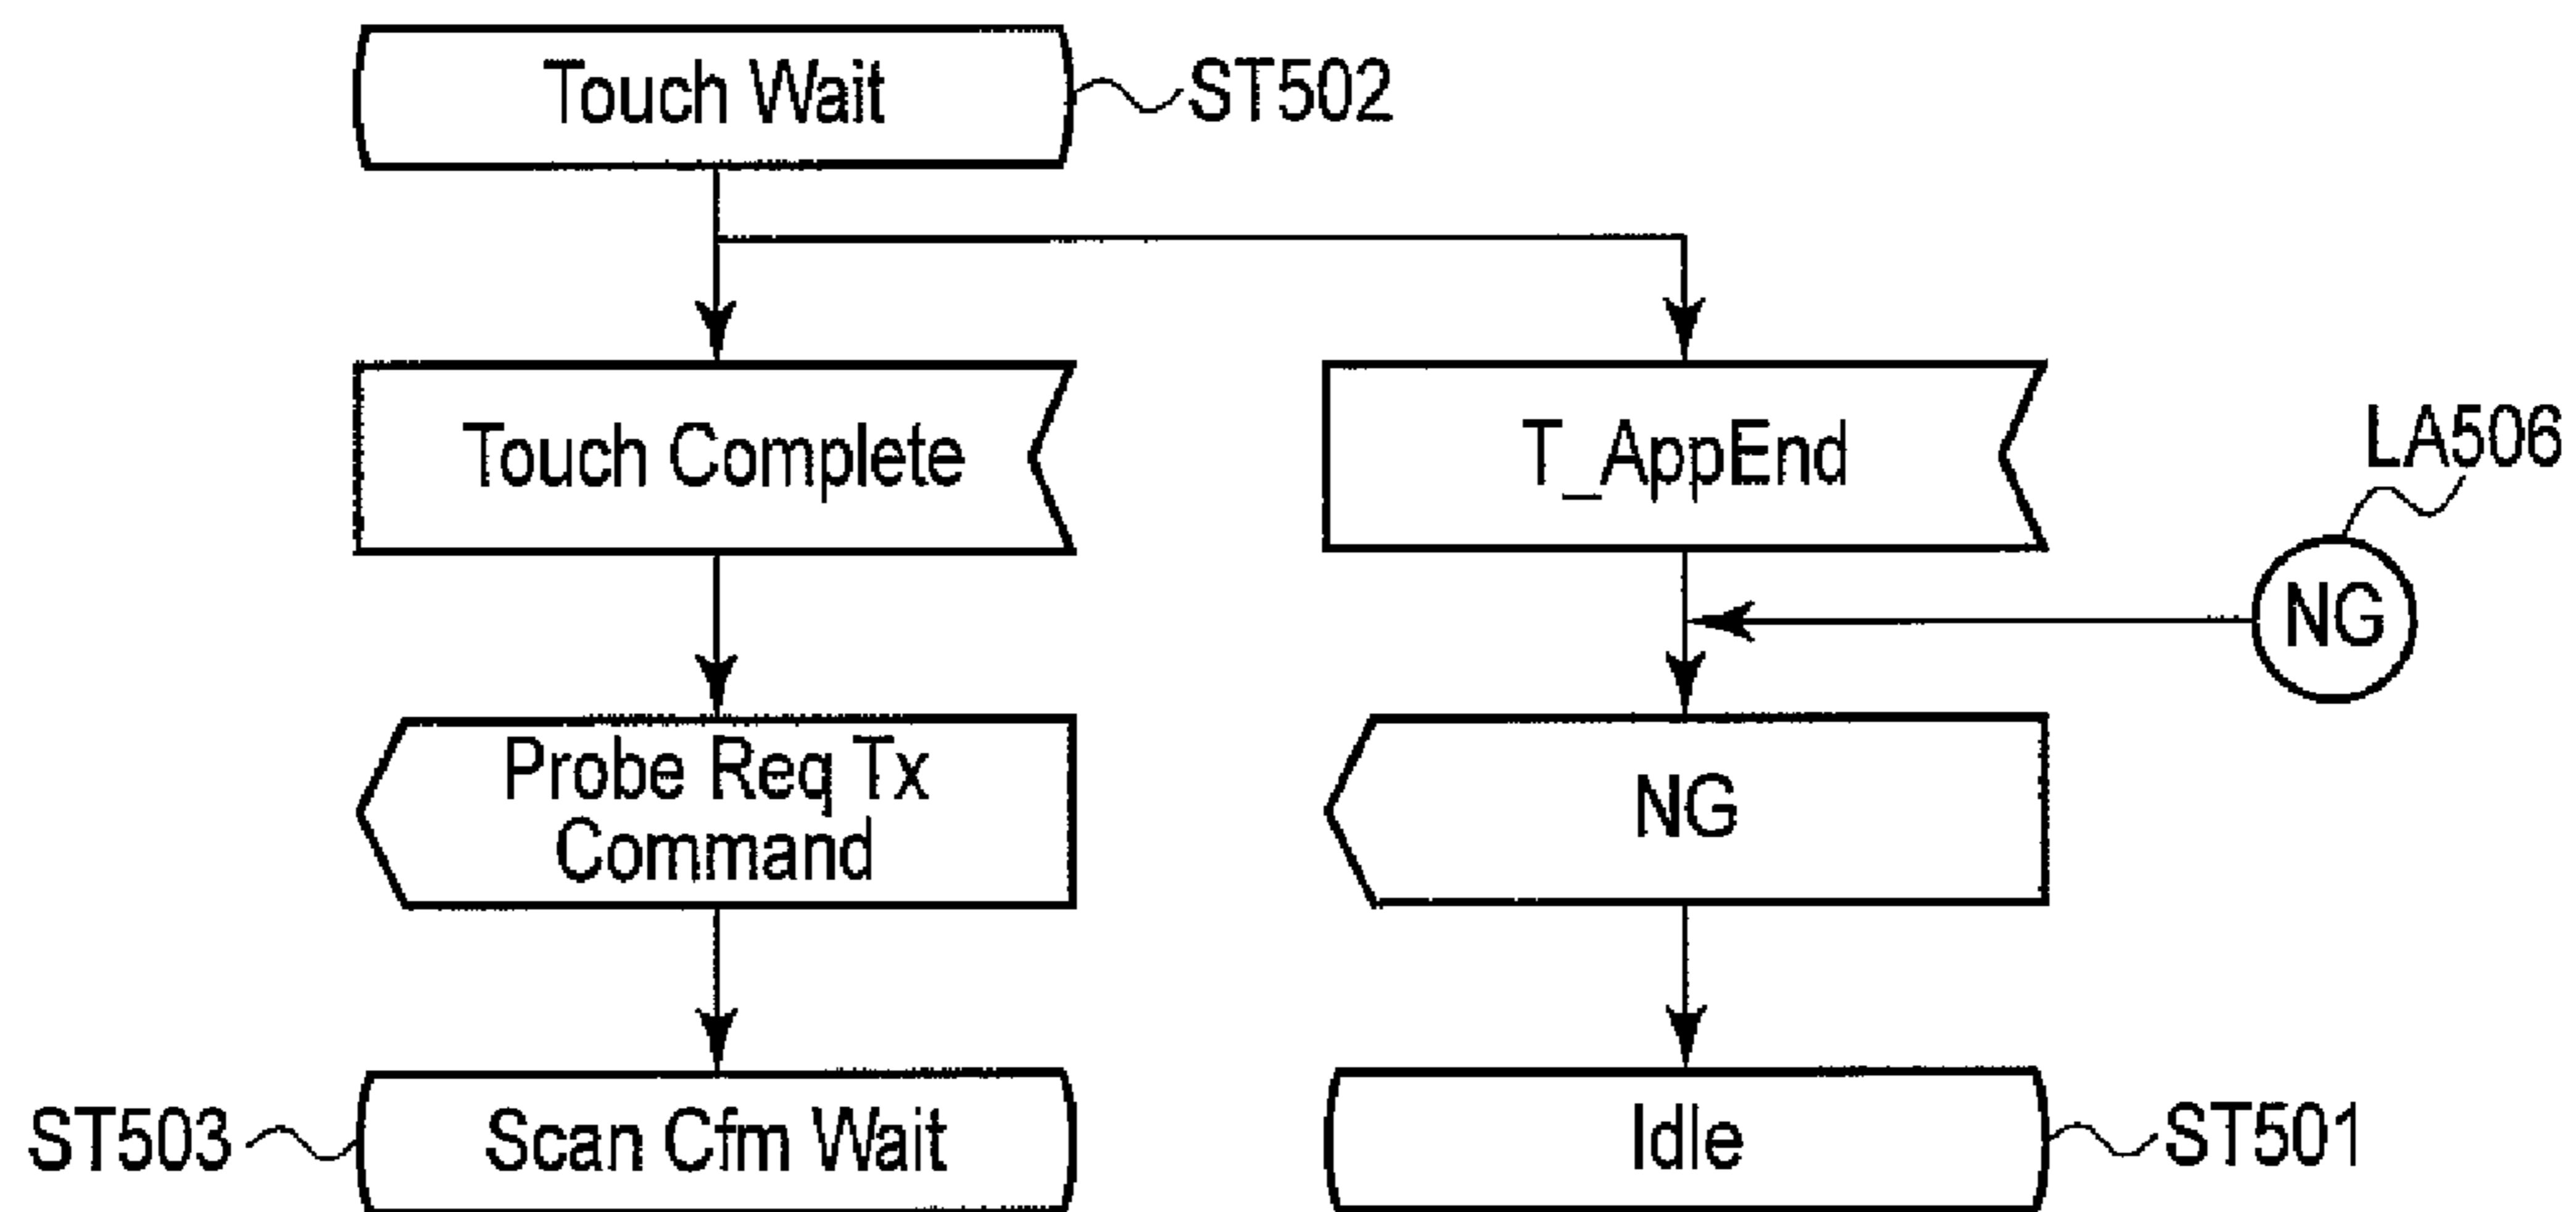 Touch Wait
ST502
Touch Complete
T_AppEnd
LA506
NG
Probe Req Tx
Command
NG
ST503
Scan Cfm Wait
Idle
ST501